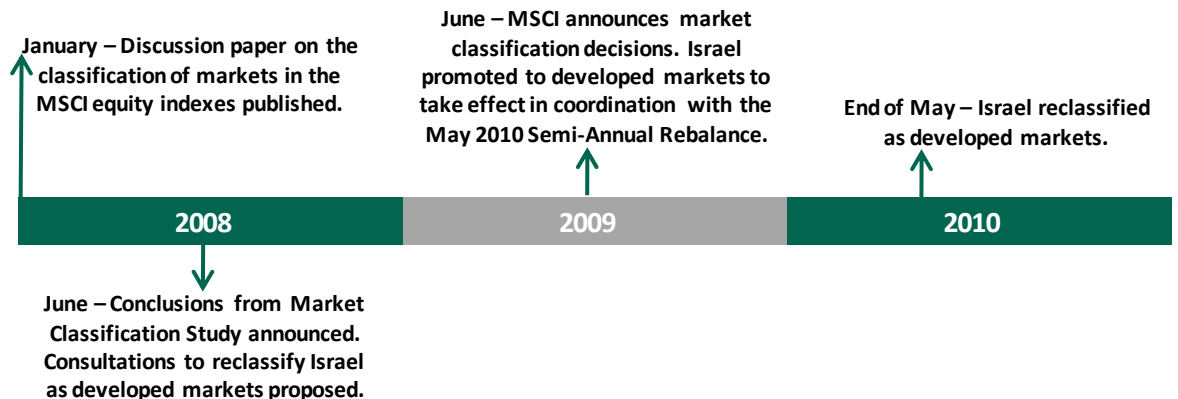 January – Discussion paper on the
classification of markets in the
MSCI equity indexes published.
June – MSCI announces market
classification decisions. Israel
promoted to developed markets to
take effect in coordination with the
May 2010 Semi-Annual Rebalance.
End of May – Israel reclassified
as developed markets.
2008
2009
2010
June – Conclusions from Market
Classification Study announced.
Consultations to reclassify Israel
as developed markets proposed.